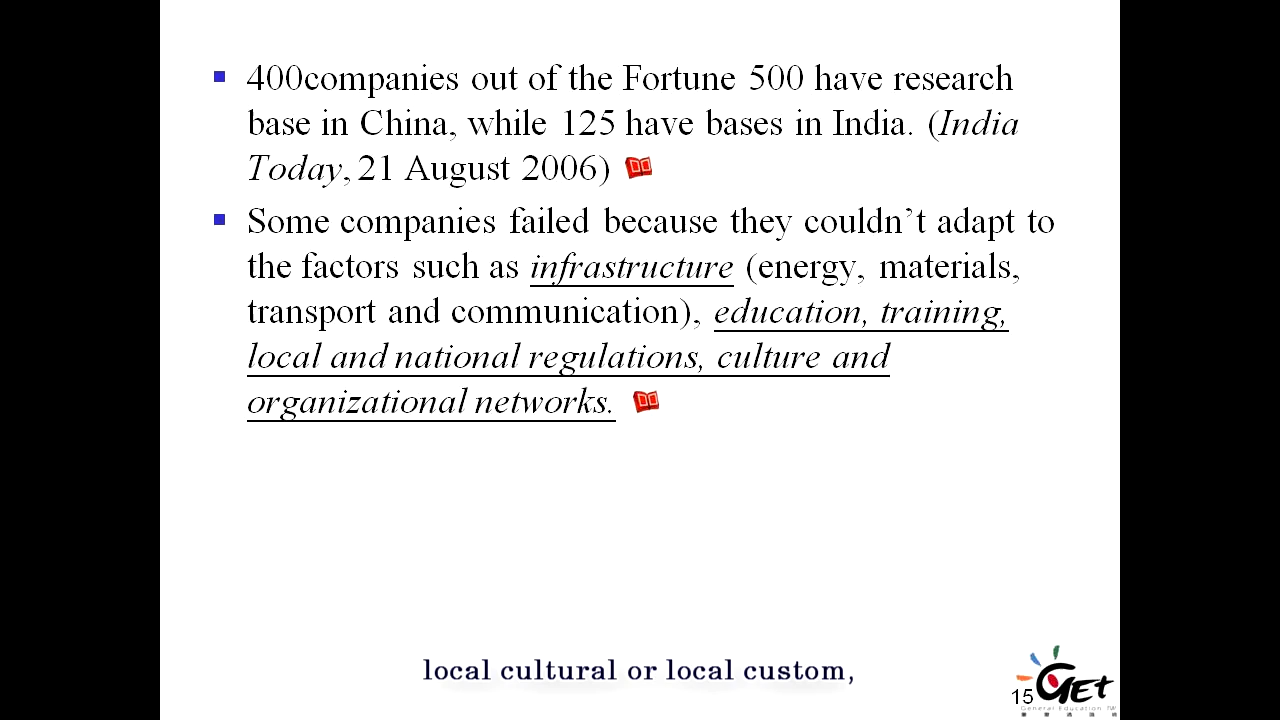 400companies out of the Fortune 500 have research
base in China, while 125 have bases in India. (India
Today, 21 August 2006)
Some companies failed because they couldn’t adapt to
the factors such as infrastructure (energy, materials,
transport and communication), education, training,
local and national regulations, culture and
organizational networks.
local cultural or local custom,
15
GET
General Education TW